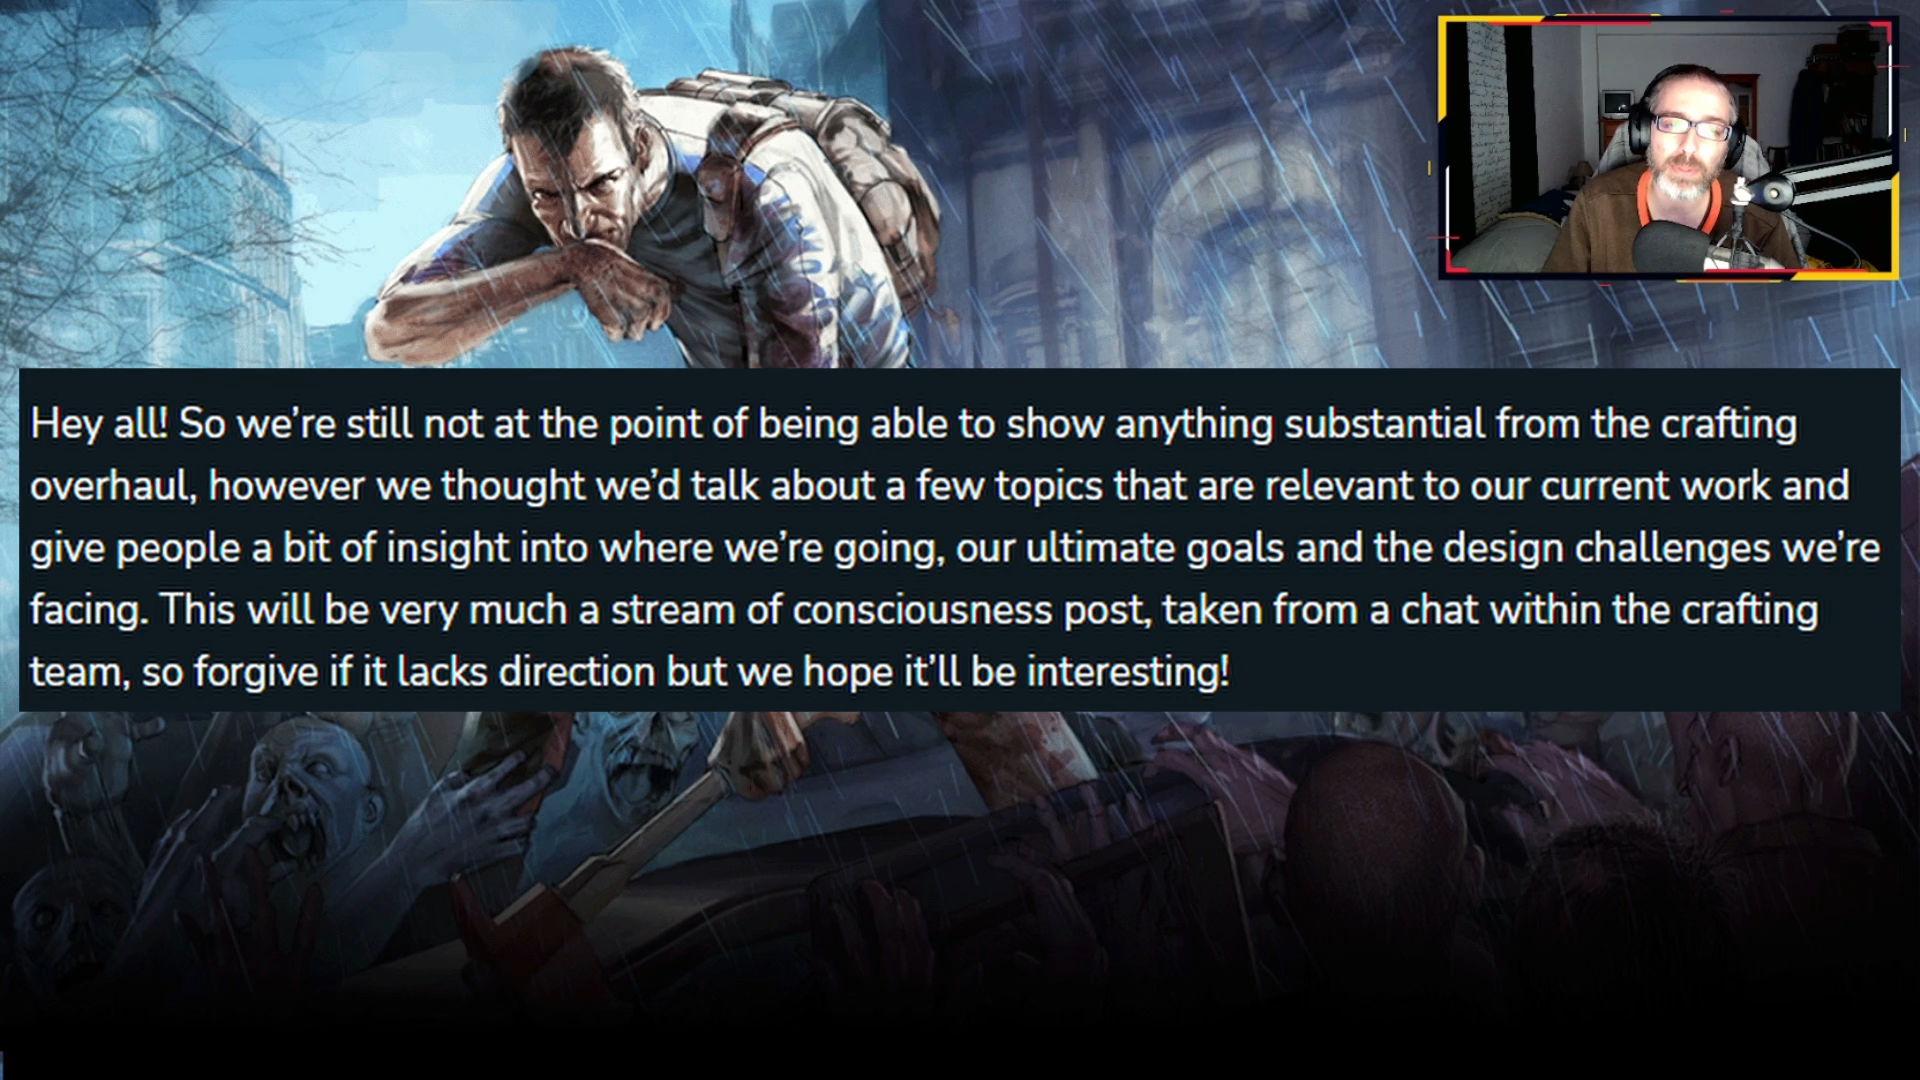 Hey all! So we’re still not at the point of being able to show anything substantial from the crafting
overhaul, however we thought we’d talk about a few topics that are relevant to our current work and
give people a bit of insight into where we’re going, our ultimate goals and the design challenges we’re
facing. This will be very much a stream of consciousness post, taken from a chat within the crafting
team, so forgive if it lacks direction but we hope it’ll be interesting!